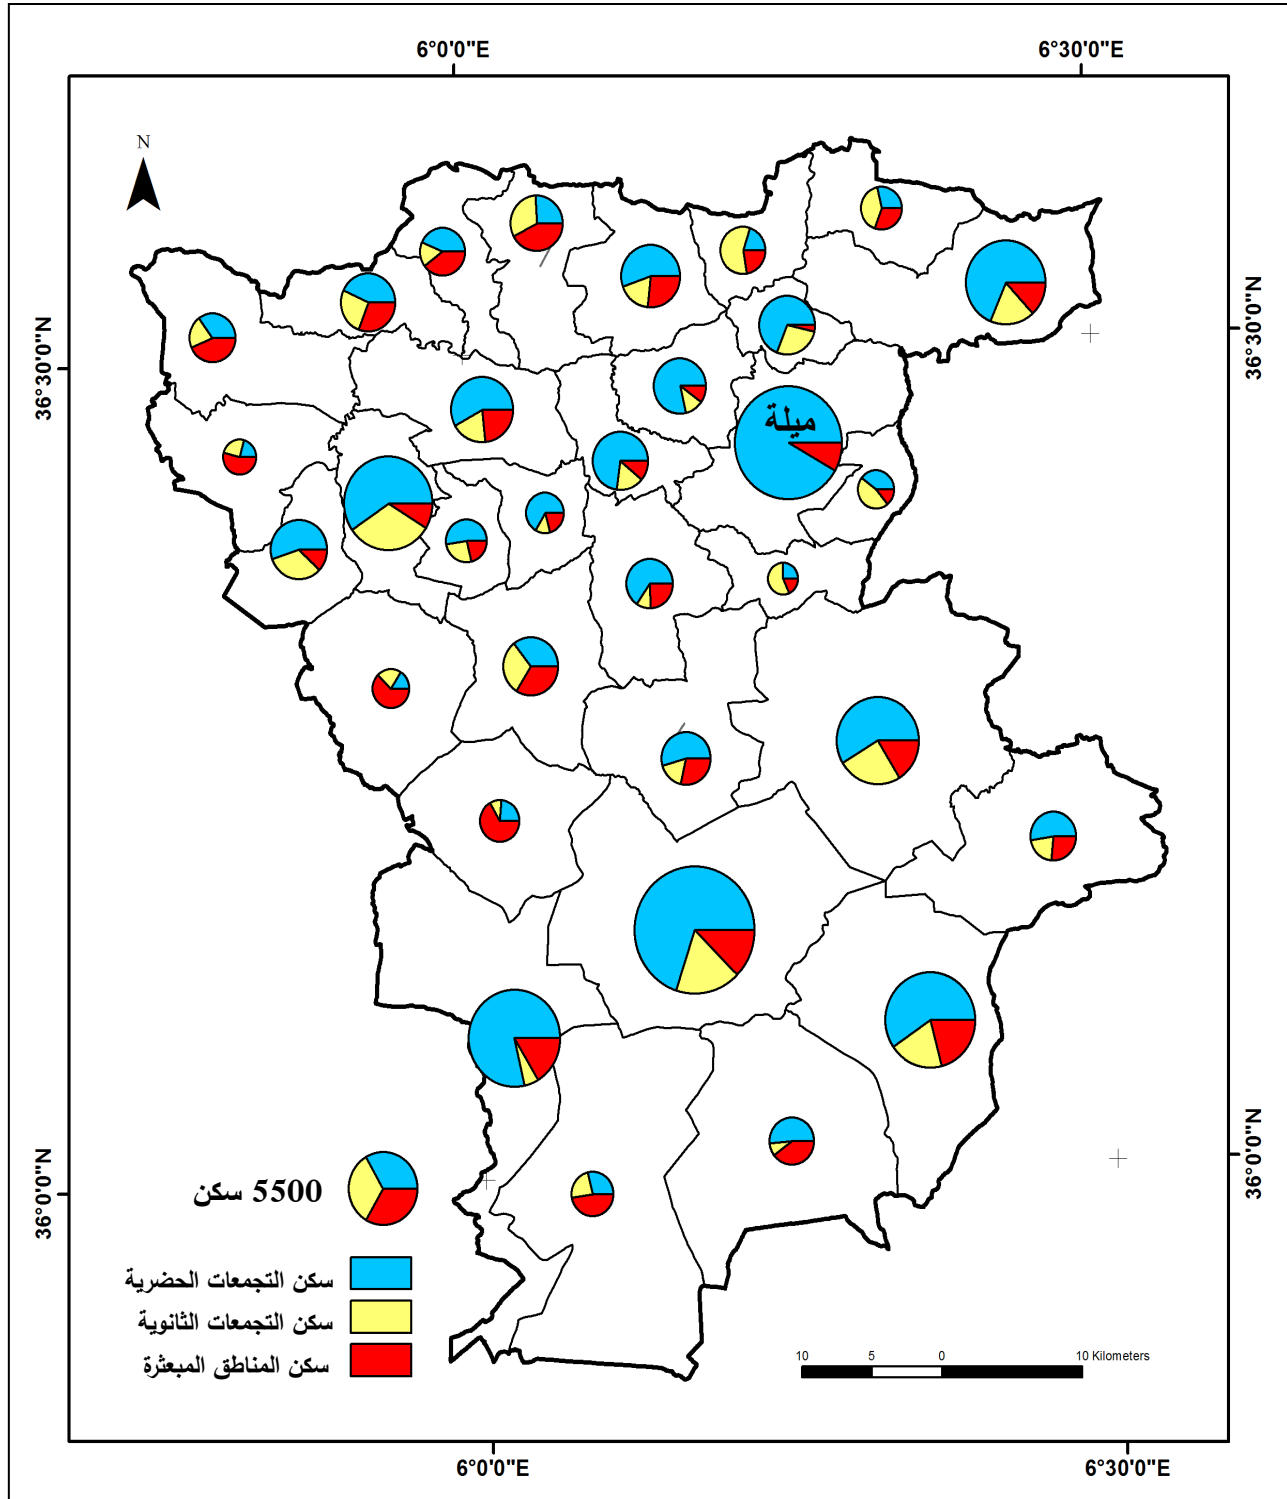 6°0'0"E
6°30'0"E
N
36°30'0"N
36°30'0"N
ميلة
36°0'0"N
36°0'0"N
5500 سكن
سكن التجمعات الحضرية
سكن التجمعات الثانوية
سكن المناطق المبعثرة
10 5 0 10 Kilometers
6°0'0"E
6°30'0"E